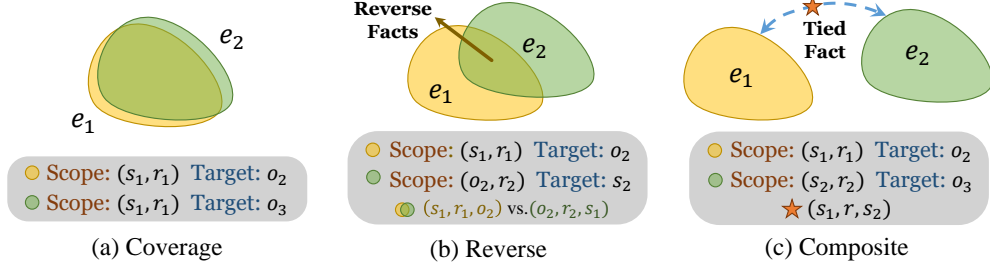 e₁
e₂
Scope: (s₁, r₁) Target: o₂
Scope: (s₁, r₁) Target: o₃
(a) Coverage
Reverse
Facts
e₁
e₂
Scope: (s₁, r₁) Target: o₂
Scope: (o₂, r₂) Target: s₂
(s₁, r₁, o₂) vs.(o₂, r₂, s₁)
(b) Reverse
Tied
Fact
e₁
e₂
Scope: (s₁, r₁) Target: o₂
Scope: (s₂, r₂) Target: o₃
(s₁, r, s₂)
(c) Composite